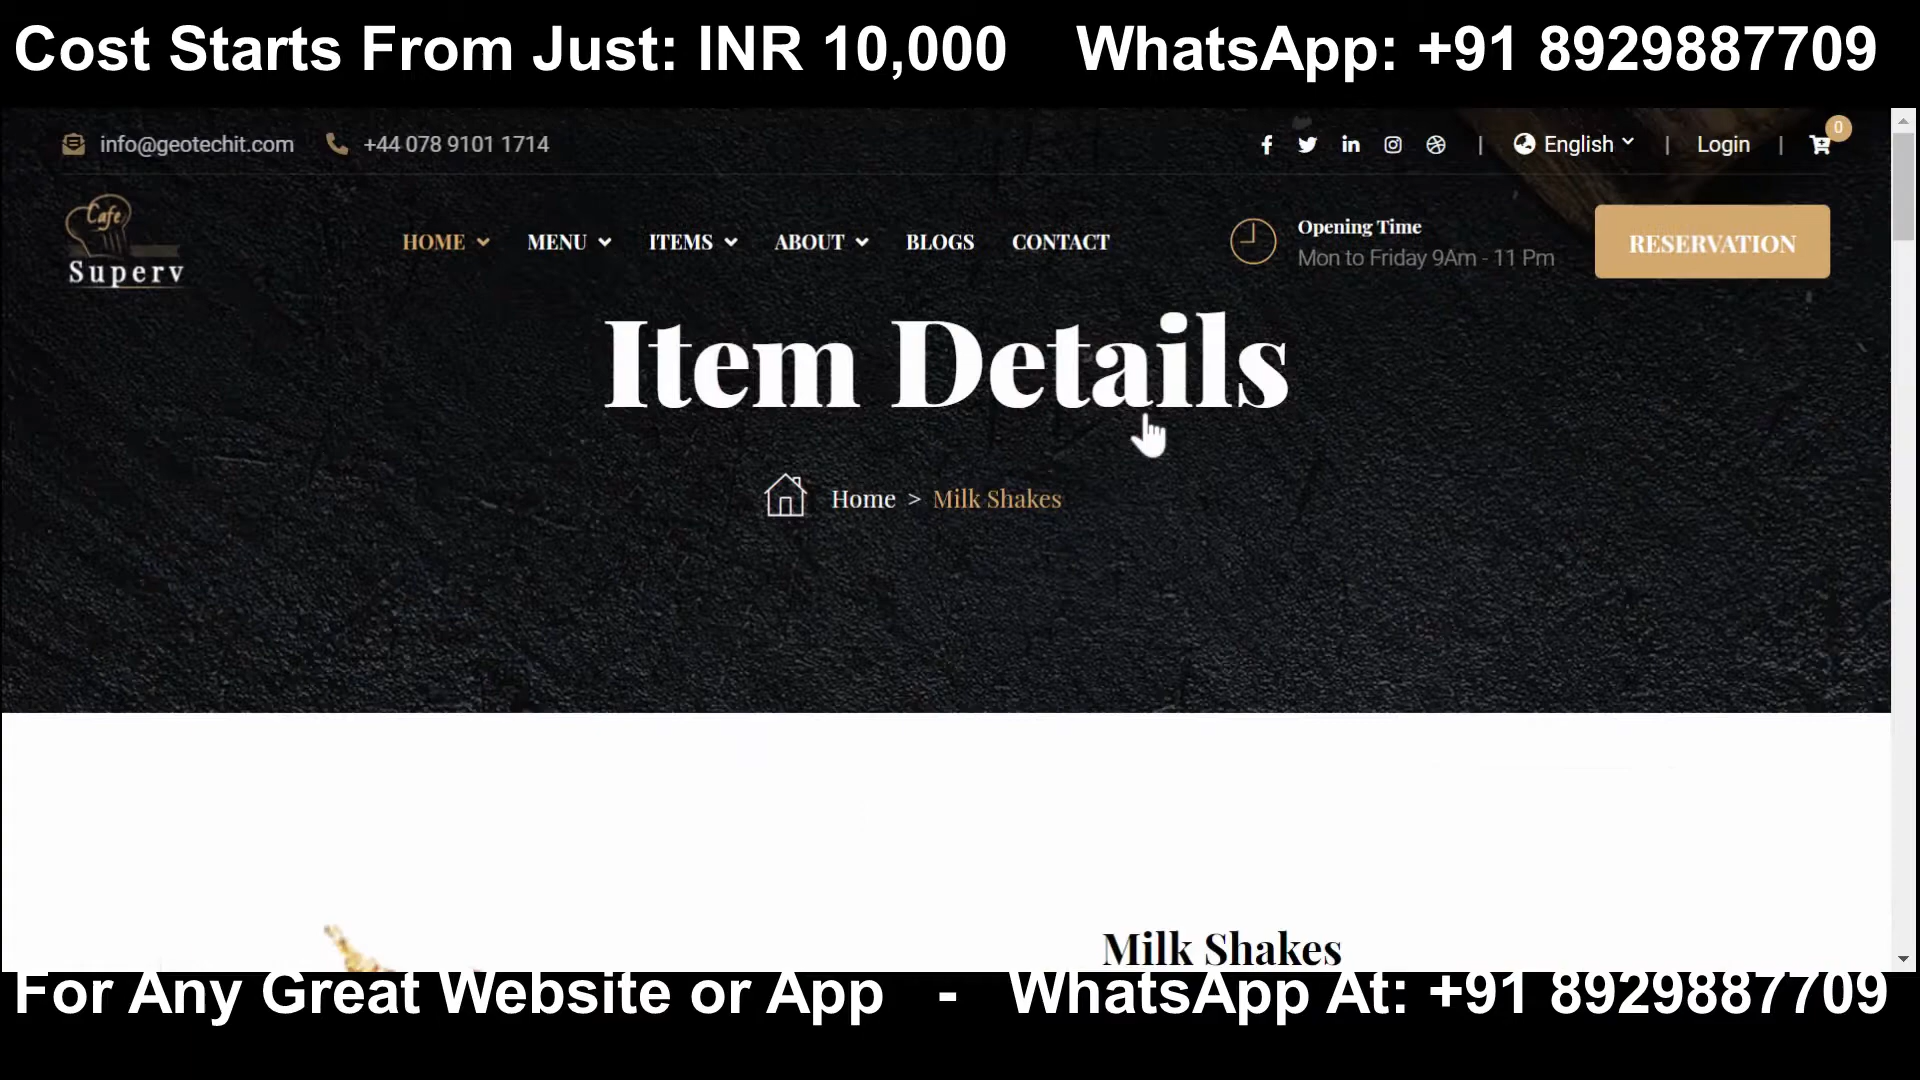 Cost Starts From Just: INR 10,000 WhatsApp: +91 8929887709
info@geotechit.com +44 078 9101 1714 | English | Login | 0
Cafe
Superv
HOME MENU ITEMS ABOUT BLOGS CONTACT
Opening Time
Mon to Friday 9Am - 11 Pm
RESERVATION
Item Details
Home > Milk Shakes
Milk Shakes
For Any Great Website or App - WhatsApp At: +91 8929887709